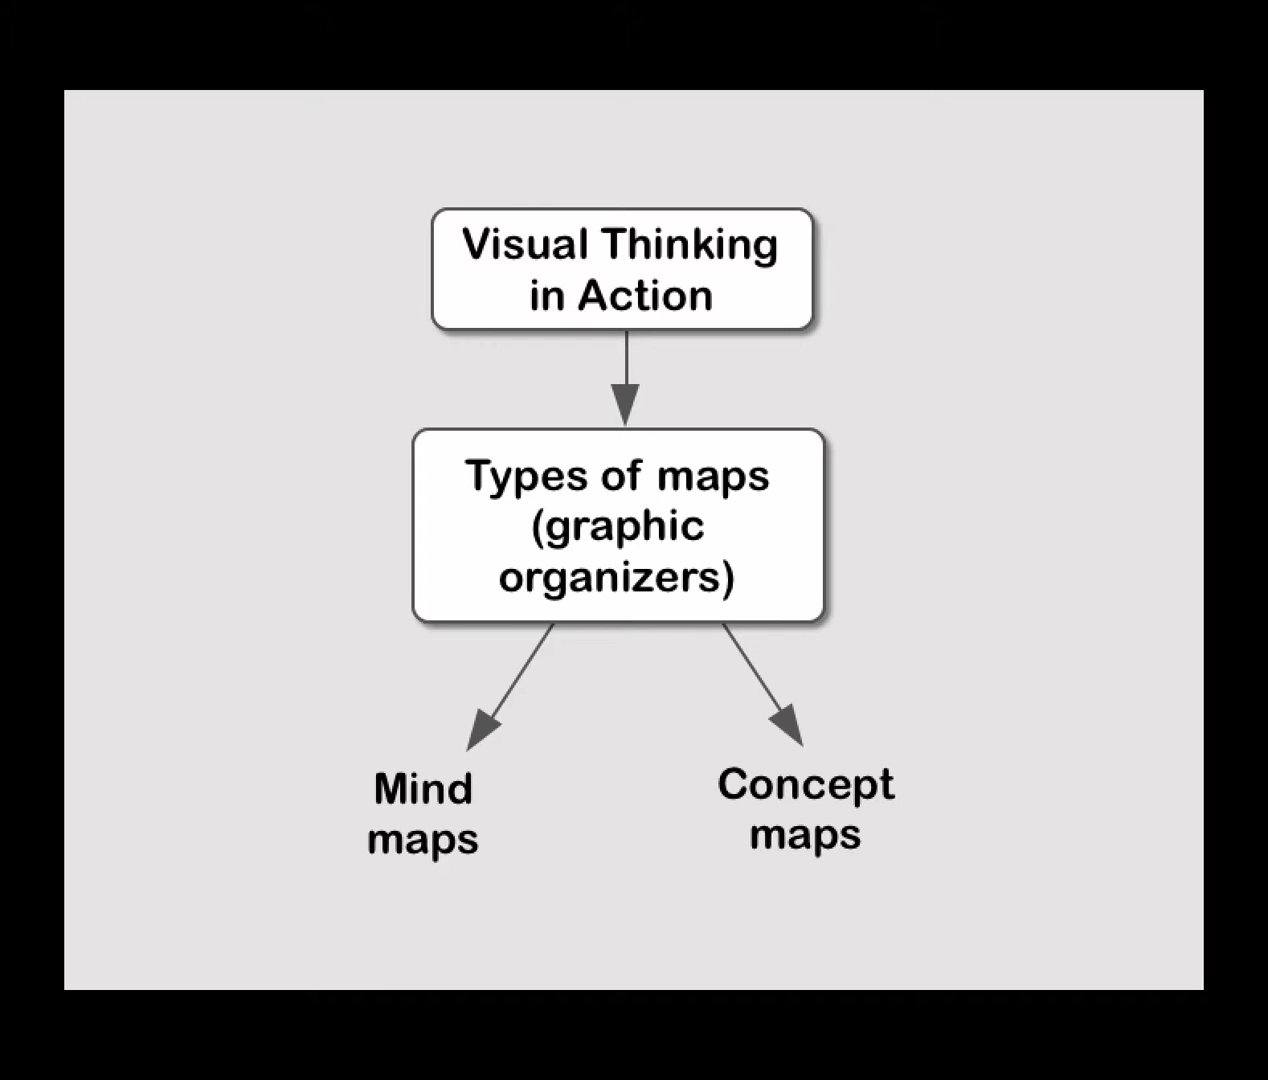 Visual Thinking
in Action
Types of maps
(graphic
organizers)
Mind
maps
Concept
maps